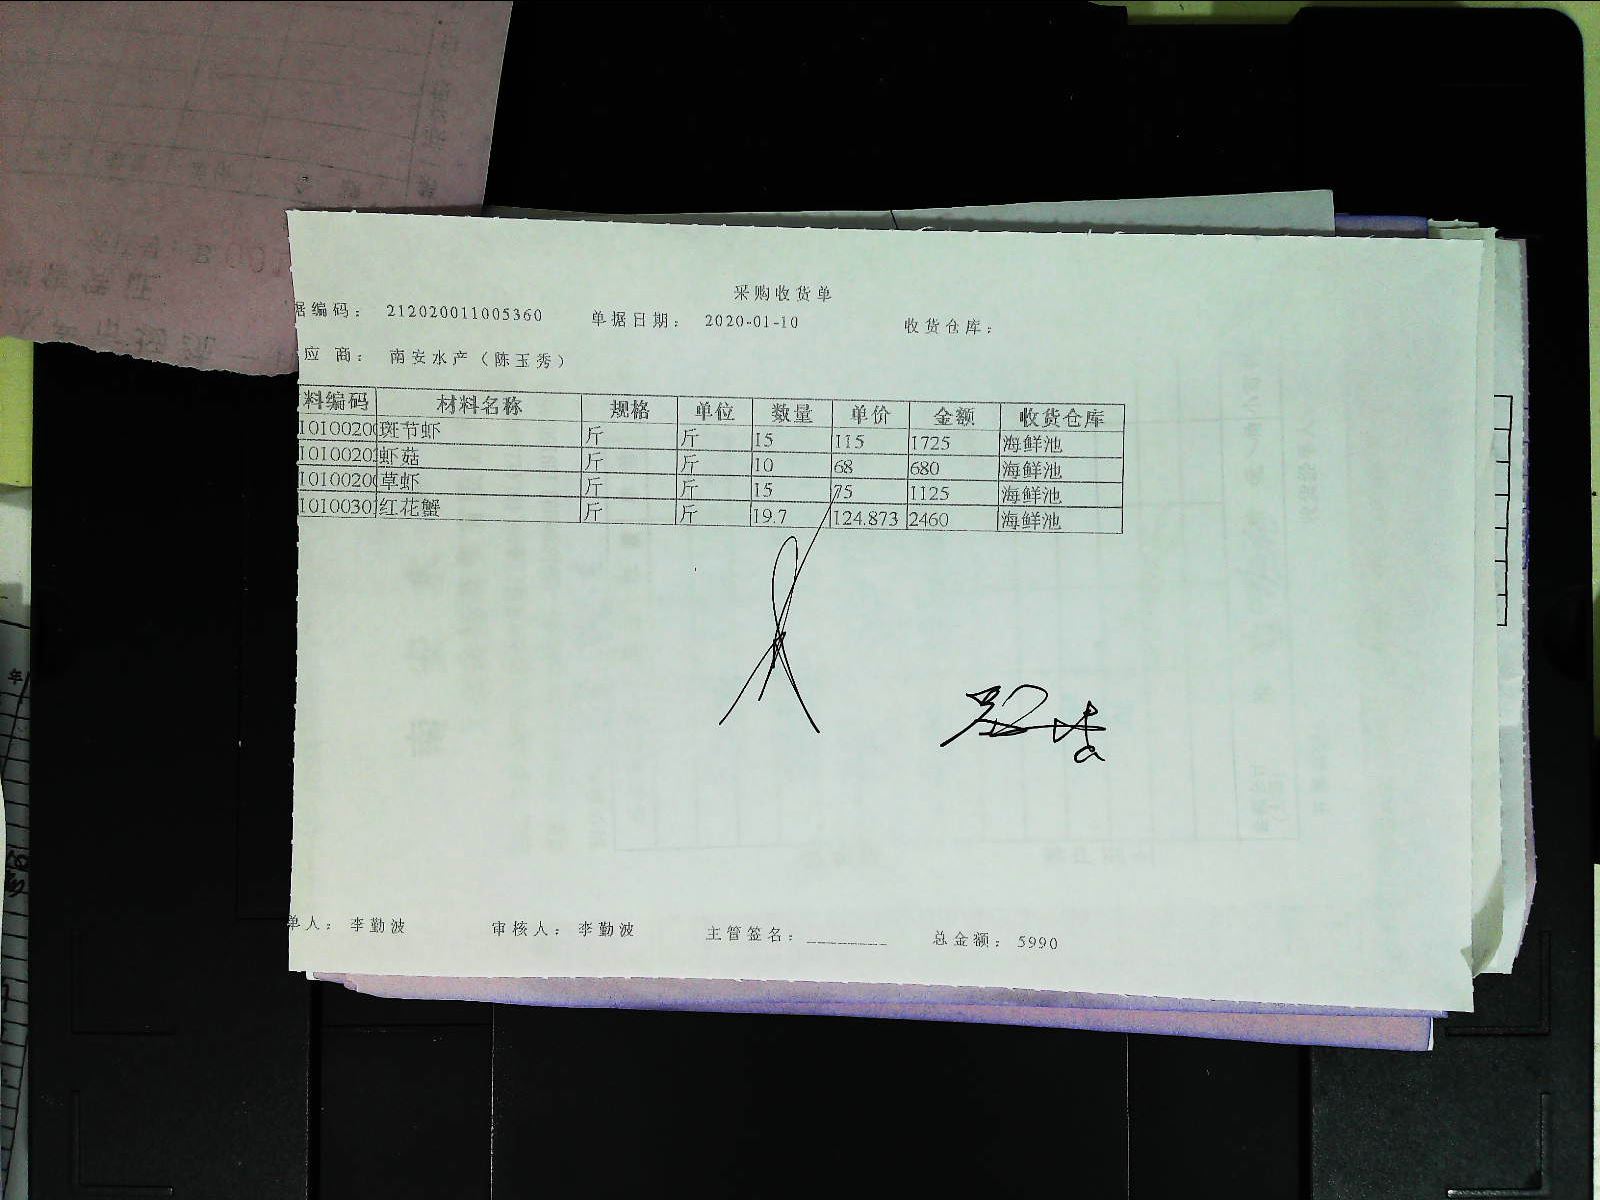 采购收货单
据编码： 212020011005360 单据日期： 2020-01-10 收货仓库：
应 商： 南安水产（陈玉秀）
料编码 材料名称 规格 单位 数量 单价 金额 收货仓库
1010020 斑节虾 斤 斤 15 115 1725 海鲜池
1010020 虾菇 斤 斤 10 68 680 海鲜池
1010020 草虾 斤 斤 15 75 1125 海鲜池
1010030 红花蟹 斤 斤 19.7 124.873 2460 海鲜池
单人： 李勤波 审核人： 李勤波 主管签名： 总金额： 5990